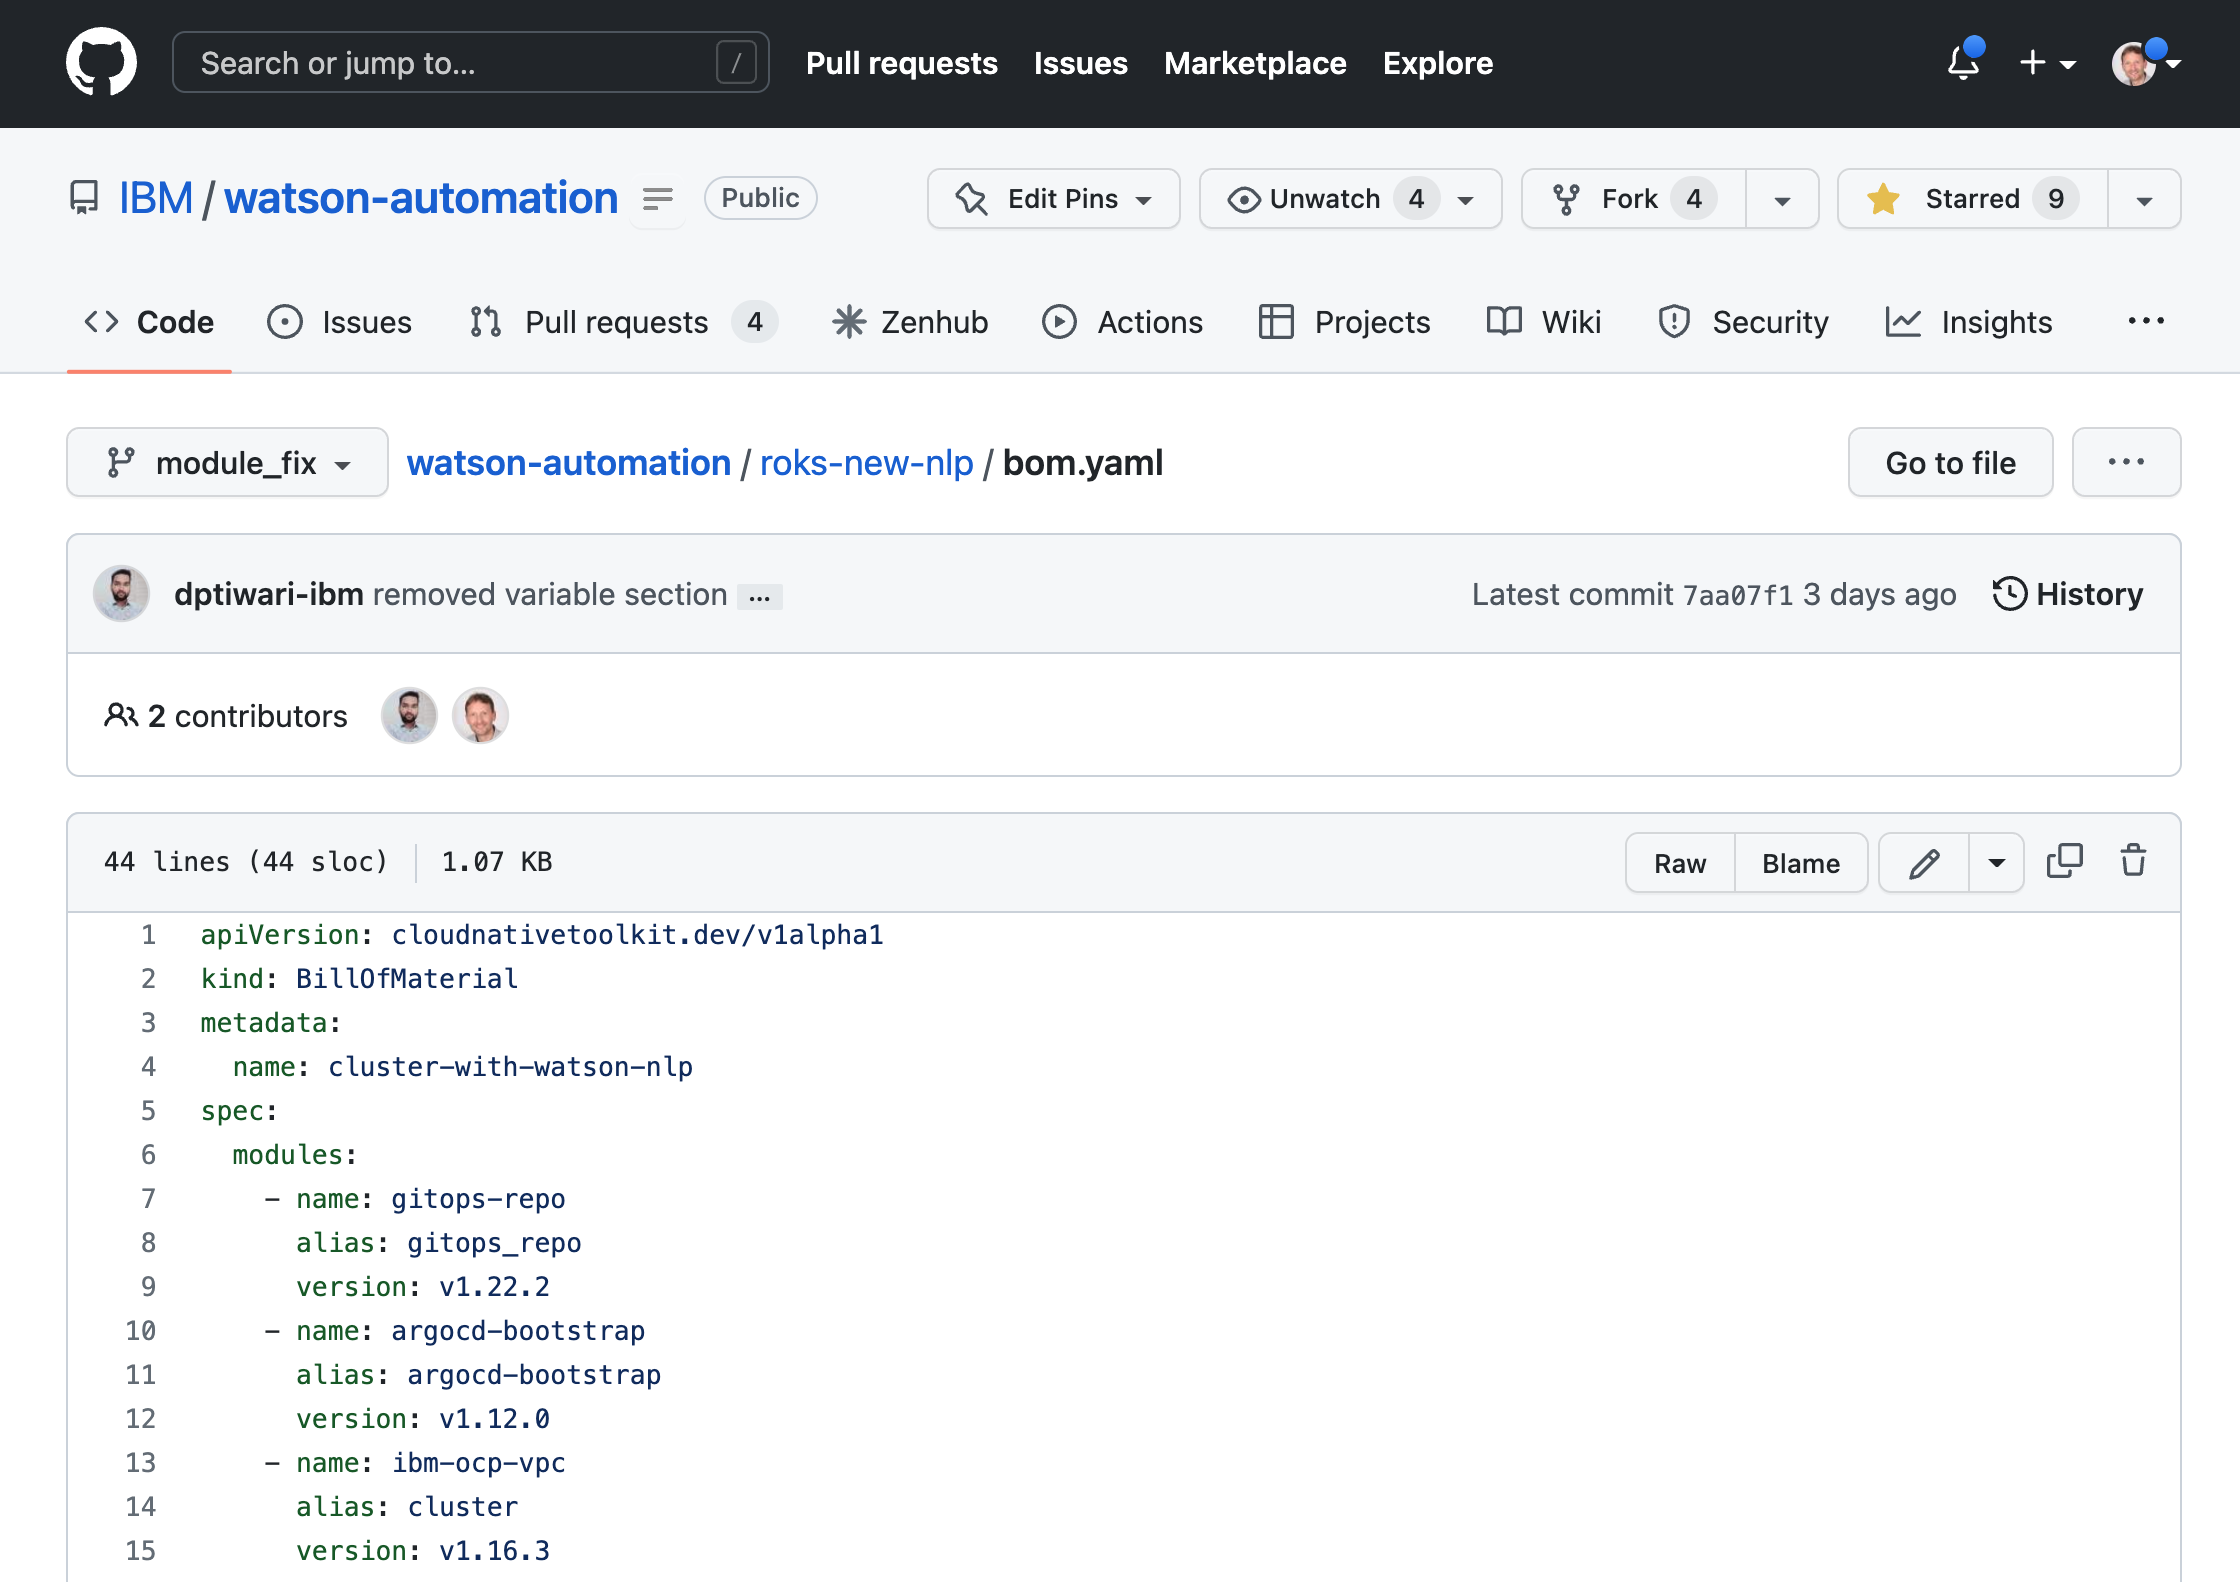 Search or jump to... / Pull requests Issues Marketplace Explore
IBM / watson-automation Public Edit Pins Unwatch 4 Fork 4 Starred 9
Code Issues Pull requests 4 Zenhub Actions Projects Wiki Security Insights ...
module_fix watson-automation / roks-new-nlp / bom.yaml Go to file ...
dptiwari-ibm removed variable section ... Latest commit 7aa07f1 3 days ago History
2 contributors
44 lines (44 sloc) 1.07 KB Raw Blame
1 apiVersion: cloudnativetoolkit.dev/v1alpha1
2 kind: BillOfMaterial
3 metadata:
4 name: cluster-with-watson-nlp
5 spec:
6 modules:
7 - name: gitops-repo
8 alias: gitops_repo
9 version: v1.22.2
10 - name: argocd-bootstrap
11 alias: argocd-bootstrap
12 version: v1.12.0
13 - name: ibm-ocp-vpc
14 alias: cluster
15 version: v1.16.3